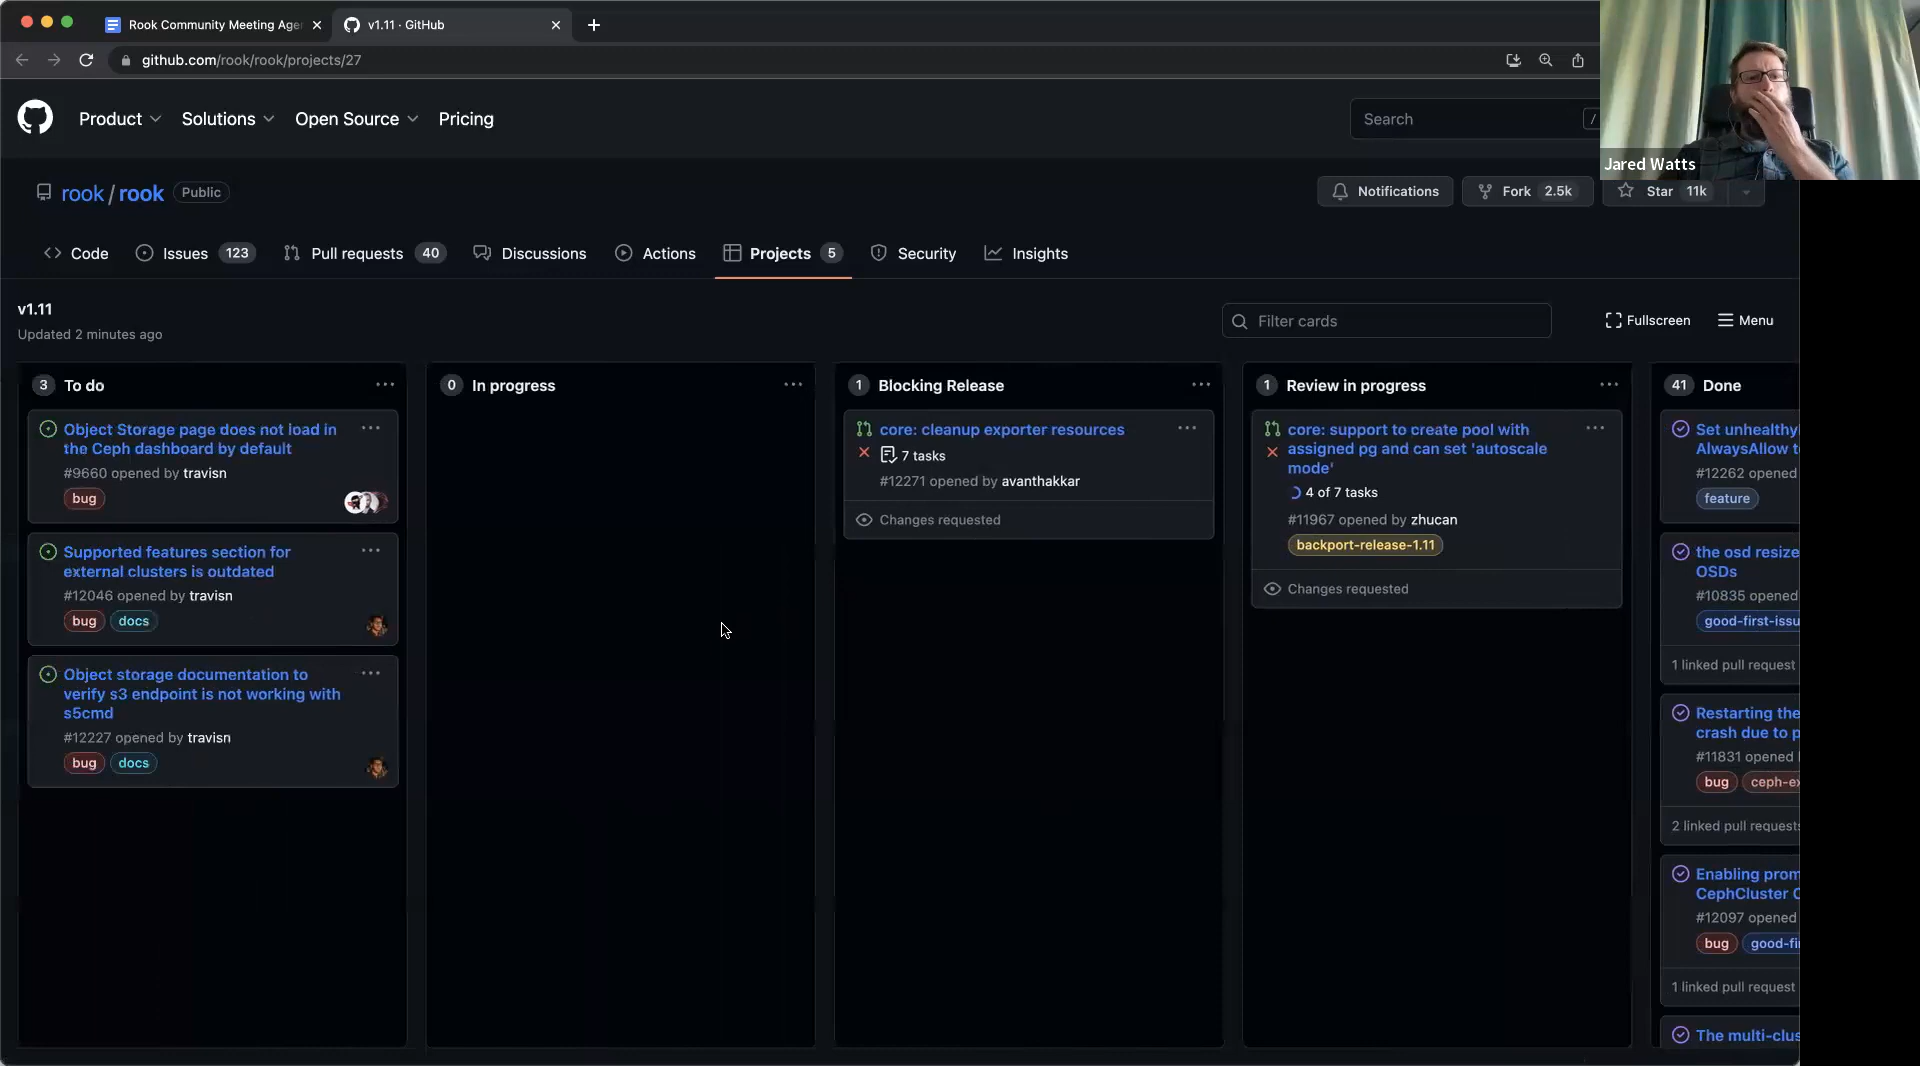 Rook Community Meeting Age
v1.11 · GitHub
github.com/rook/rook/projects/27
Product
Solutions
Open Source
Pricing
Search
/
Jared Watts
rook / rook
Public
Notifications
Fork 2.5k
Star 11k
Code
Issues 123
Pull requests 40
Discussions
Actions
Projects 5
Security
Insights
v1.11
Updated 2 minutes ago
Filter cards
Fullscreen
Menu
3 To do
Object Storage page does not load in
the Ceph dashboard by default
#9660 opened by travisn
bug
Supported features section for
external clusters is outdated
#12046 opened by travisn
bug docs
Object storage documentation to
verify s3 endpoint is not working with
s5cmd
#12227 opened by travisn
bug docs
0 In progress
1 Blocking Release
core: cleanup exporter resources
7 tasks
#12271 opened by avanthakkar
Changes requested
1 Review in progress
core: support to create pool with
assigned pg and can set 'autoscale
mode'
4 of 7 tasks
#11967 opened by zhucan
backport-release-1.11
Changes requested
41 Done
Set unhealthy
AlwaysAllow t
#12262 opened
feature
the osd resize
OSDs
#10835 opened
good-first-issu
1 linked pull request
Restarting the
crash due to p
#11831 opened
bug ceph-ex
2 linked pull requests
Enabling prom
CephCluster C
#12097 opened
bug good-fi
1 linked pull request
The multi-clus